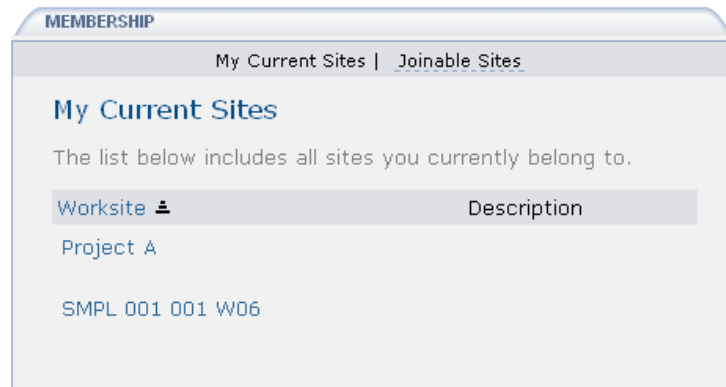 MEMBERSHIP
My Current Sites | Joinable Sites
My Current Sites
The list below includes all sites you currently belong to.
Worksite Description
Project A
SMPL 001 001 W06